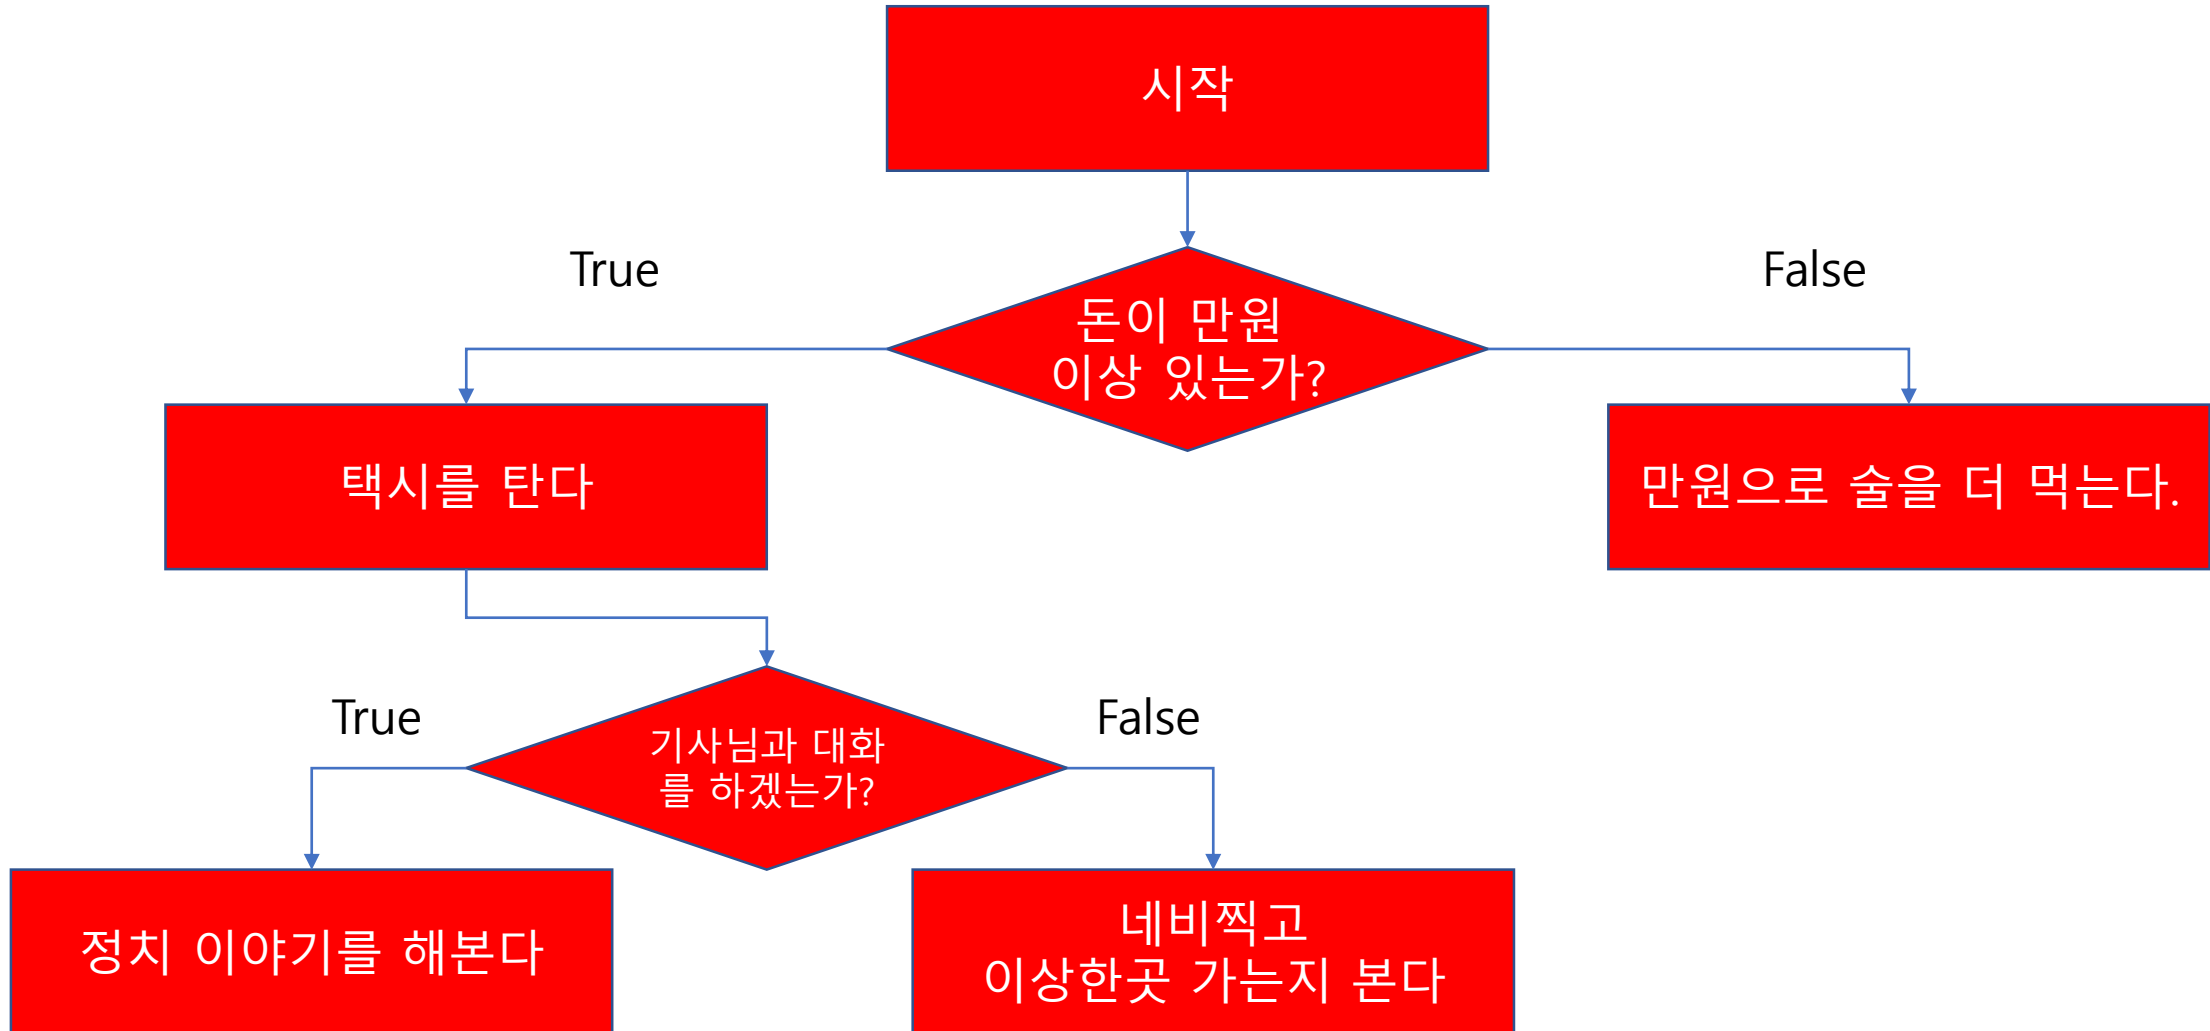 시작
True
False
돈이 만원
이상 있는가?
택시를 탄다
만원으로 술을 더 먹는다.
True
False
기사님과 대화
를 하겠는가?
정치 이야기를 해본다
네비찍고
이상한곳 가는지 본다